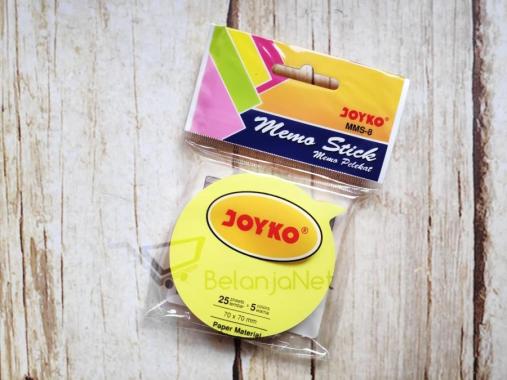 JOYKO®
MMS-8
Memo Stick
Memo Pelekat
JOYKO®
BelanjaNet
25 sheets lembar 5 colors warna
70 x 70 mm
Paper Material